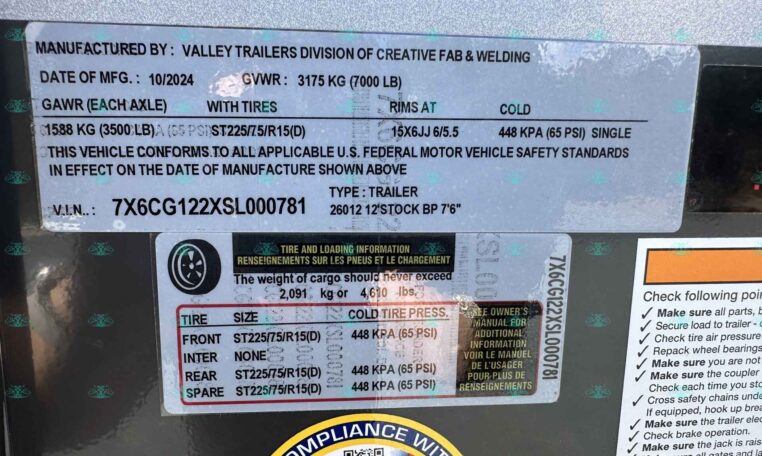 MANUFACTURED BY: VALLEY TRAILERS DIVISION OF CREATIVE FAB & WELDING
DATE OF MFG.: 10/2024 GVWR: 3175 KG (7000 LB)
GAWR (EACH AXLE) WITH TIRES RIMS AT COLD
1588 KG (3500 LB) ST225/75/R15(D) 15X6JJ 6/5.5 448 KPA (65 PSI) SINGLE
THIS VEHICLE CONFORMS TO ALL APPLICABLE U.S. FEDERAL MOTOR VEHICLE SAFETY STANDARDS
IN EFFECT ON THE DATE OF MANUFACTURE SHOWN ABOVE
V.I.N..: 7X6CG122XSL000781
TYPE: TRAILER
26012 12'STOCK BP 7'6"
TIRE AND LOADING INFORMATION
RENSEIGNEMENTS SUR LES PNEUS ET LE CHARGEMENT
The weight of cargo should never exceed
2,091 kg or 4,610 lbs.
TIRE SIZE COLD TIRE PRESS.
FRONT ST225/75/R15(D) 448 KPA (65 PSI)
INTER NONE
REAR ST225/75/R15(D) 448 KPA (65 PSI)
SPARE ST225/75/R15(D) 448 KPA (65 PSI)
SEE OWNER'S
MANUAL FOR
ADDITIONAL
INFORMATION
VOIR LE MANUEL
DE L'USAGER
POUR PLUS DE
RENSEIGNEMENTS
7X6CG122XSL000781
Check following poin
Make sure all parts, b
Secure load to trailer -
Check tire air pressure
Repack wheel bearings
Make sure you are not
Make sure the coupler
Check each time you sto
Cross safety chains unde
If equipped, hook up brea
Make sure the trailer elec
Check brake operation.
Make sure the jack is raise
Make sure all gates and
COMPLIANCE WITH